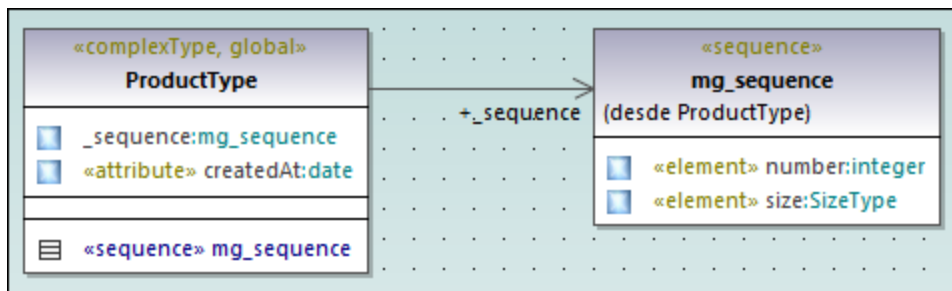 «complexType, global»
ProductType
_sequence:mg_sequence
«attribute» createdAt:date
«sequence» mg_sequence
+_sequence
«sequence»
mg_sequence
(desde ProductType)
«element» number:integer
«element» size:SizeType